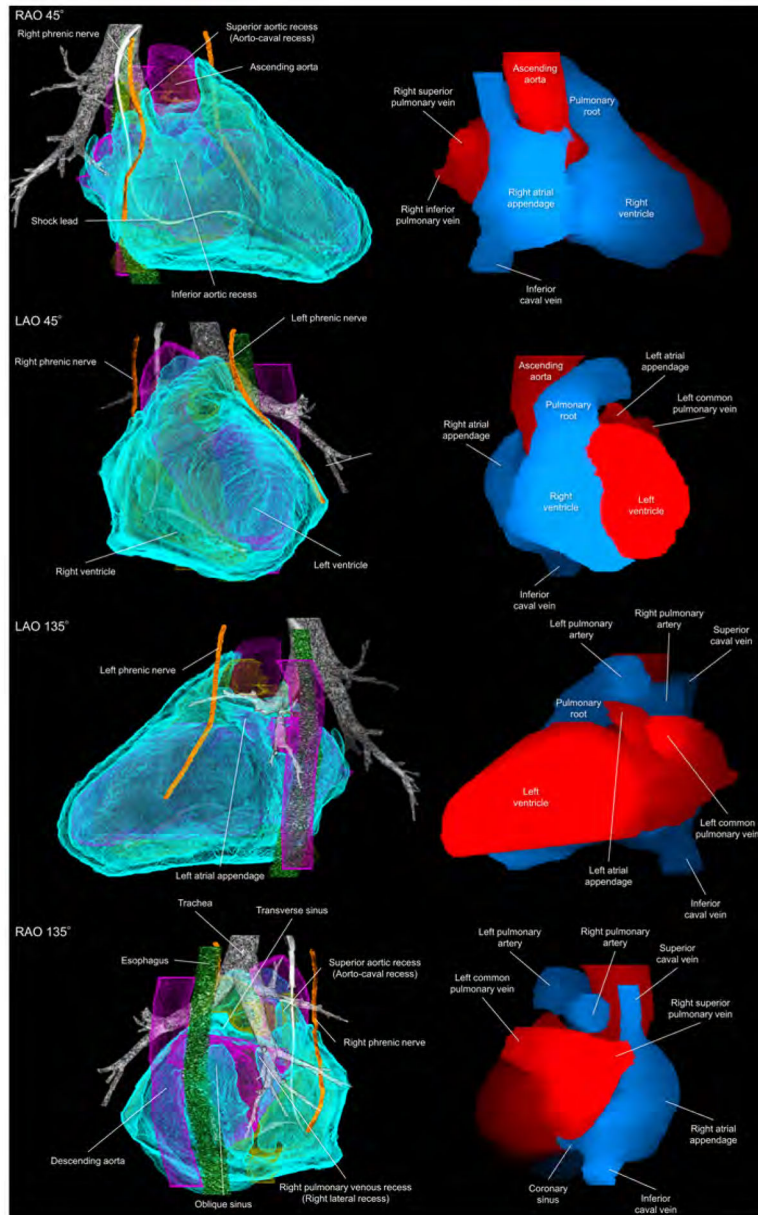 RAO 45°
Right phrenic nerve
Superior aortic recess
(Aorto-caval recess)
Ascending aorta
Shock lead
Inferior aortic recess
Ascending
aorta
Right superior
pulmonary vein
Pulmonary
root
Right atrial
appendage
Right
ventricle
Right inferior
pulmonary vein
Inferior
caval vein
LAO 45°
Left phrenic nerve
Right phrenic nerve
Right ventricle
Left ventricle
Ascending
aorta
Left atrial
appendage
Pulmonary
root
Left common
pulmonary vein
Right atrial
appendage
Right
ventricle
Left
ventricle
Inferior
caval vein
LAO 135°
Left phrenic nerve
Left atrial appendage
Left pulmonary
artery
Right pulmonary
artery
Superior
caval vein
Pulmonary
root
Left
ventricle
Left common
pulmonary vein
Left atrial
appendage
Inferior
caval vein
RAO 135°
Trachea
Transverse sinus
Esophagus
Superior aortic recess
(Aorto-caval recess)
Right phrenic nerve
Descending aorta
Right pulmonary venous recess
(Right lateral recess)
Oblique sinus
Left pulmonary
artery
Right pulmonary
artery
Superior
caval vein
Left common
pulmonary vein
Right superior
pulmonary vein
Right atrial
appendage
Coronary
sinus
Inferior
caval vein